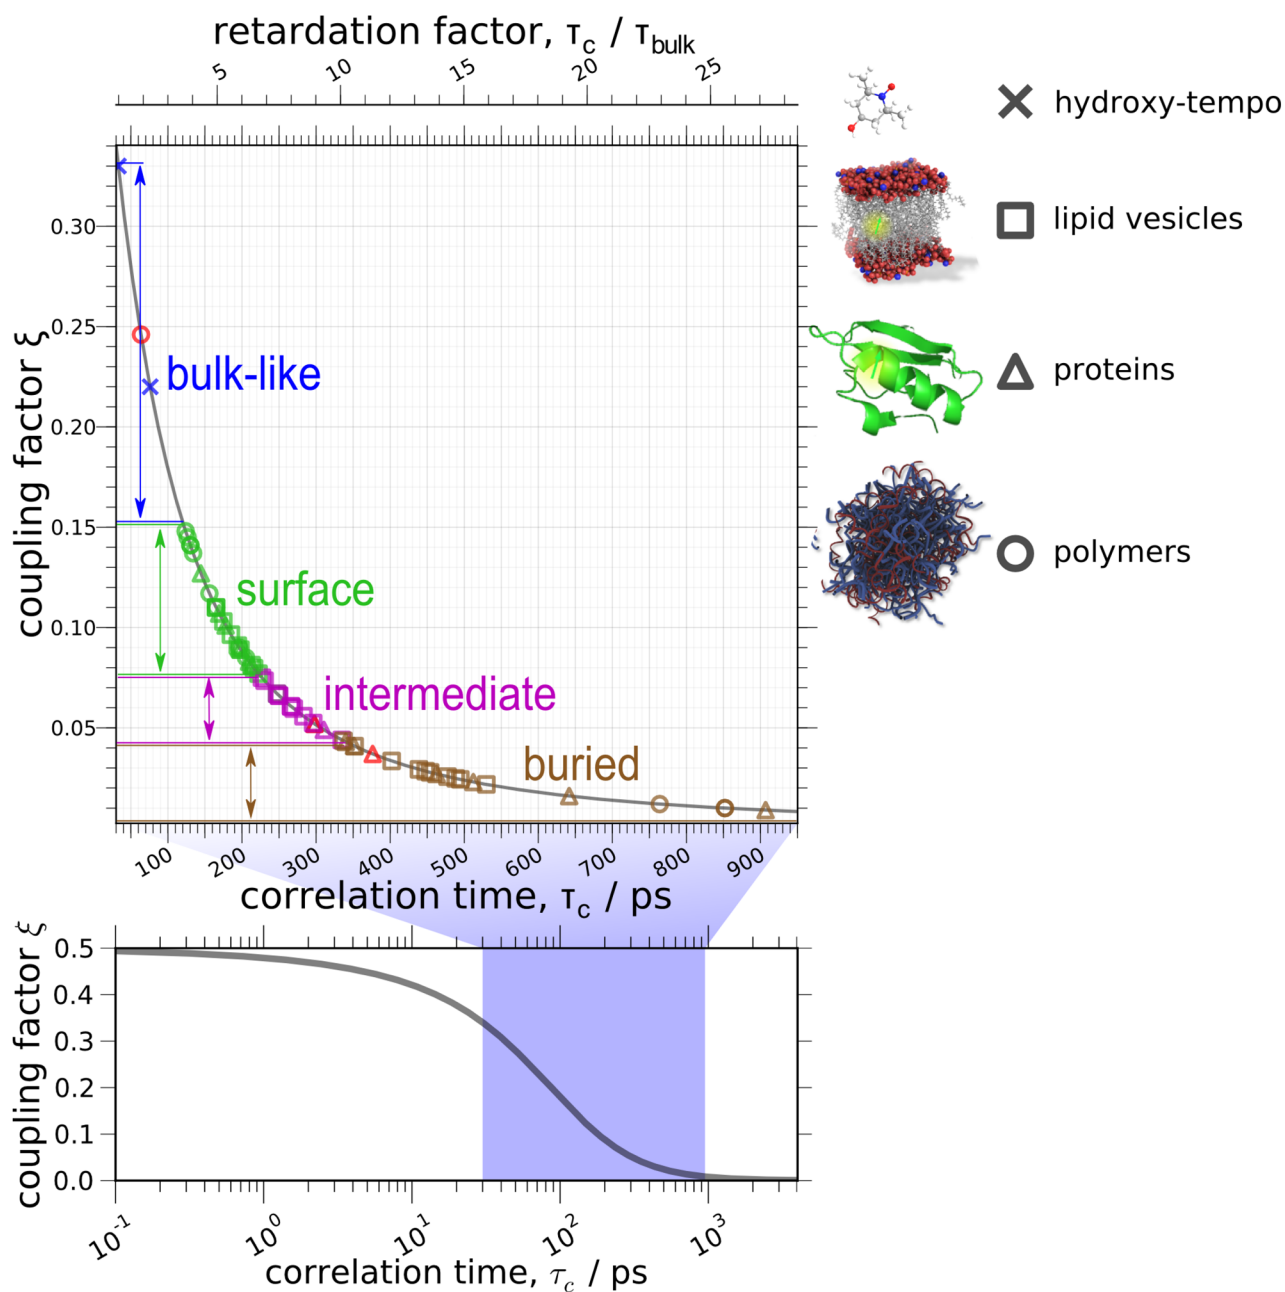 retardation factor, τc / τbulk
5 10 15 20 25
hydroxy-tempo
lipid vesicles
proteins
polymers
coupling factor ξ
0.30
0.25
0.20
0.15
0.10
0.05
bulk-like
surface
intermediate
buried
100 200 300 400 500 600 700 800 900
correlation time, τc / ps
coupling factor ξ
0.5
0.4
0.3
0.2
0.1
0.0
10⁻¹ 10⁰ 10¹ 10² 10³
correlation time, τc / ps